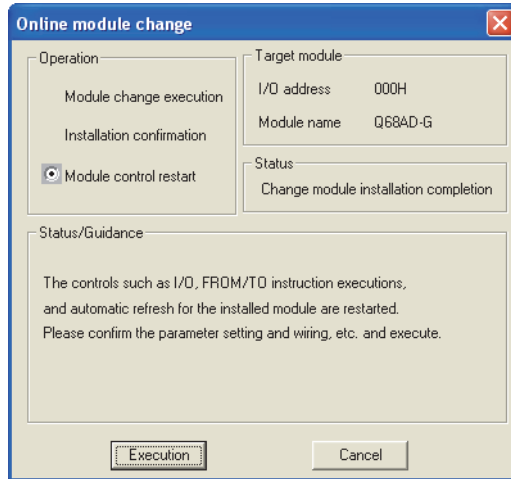 Online module change
Operation
Module change execution
Installation confirmation
Module control restart
Target module
I/O address 000H
Module name Q68AD-G
Status
Change module installation completion
Status/Guidance
The controls such as I/O, FROM/TO instruction executions,
and automatic refresh for the installed module are restarted.
Please confirm the parameter setting and wiring, etc. and execute.
Execution
Cancel